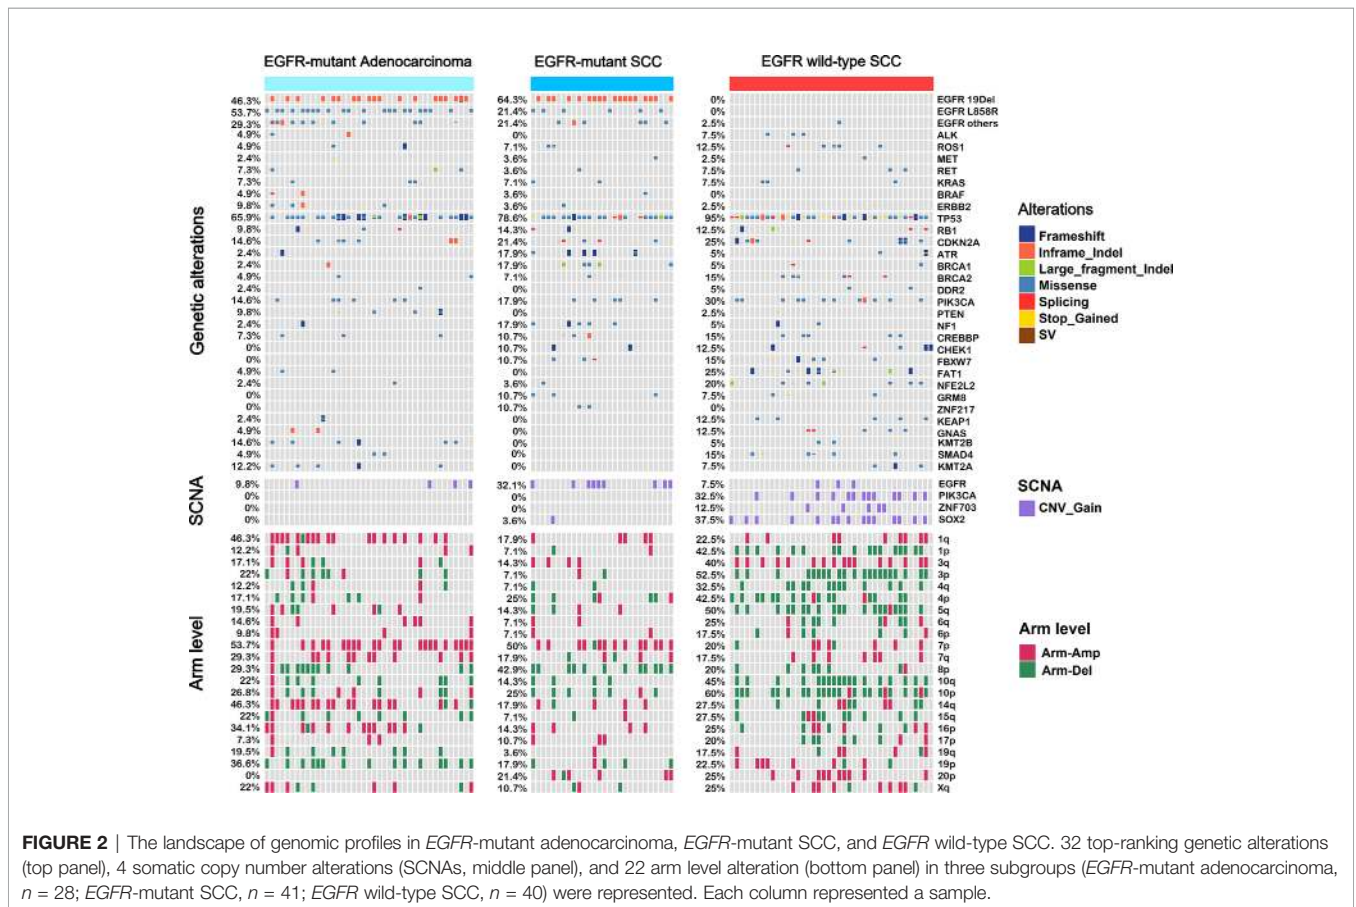 EGFR-mutant Adenocarcinoma EGFR-mutant SCC EGFR wild-type SCC
Genetic alterations
46.3% 64.3% 0% EGFR 19Del
53.7% 21.4% 0% EGFR L858R
29.3% 21.4% 2.5% EGFR others
4.9% 0% 7.5% ALK
4.9% 7.1% 12.5% ROS1
2.4% 3.6% 2.5% MET
7.3% 3.6% 7.5% RET
7.3% 7.1% 7.5% KRAS
4.9% 3.6% 0% BRAF
9.8% 3.6% 2.5% ERBB2
65.9% 78.6% 95% TP53
9.8% 14.3% 12.5% RB1
14.6% 21.4% 25% CDKN2A
2.4% 17.9% 5% ATR
2.4% 17.9% 5% BRCA1
4.9% 7.1% 15% BRCA2
2.4% 0% 5% DDR2
14.6% 17.9% 30% PIK3CA
9.8% 0% 2.5% PTEN
2.4% 17.9% 5% NF1
7.3% 10.7% 15% CREBBP
0% 10.7% 12.5% CHEK1
0% 10.7% 15% FBXW7
4.9% 0% 25% FAT1
2.4% 3.6% 20% NFE2L2
0% 10.7% 7.5% GRM8
0% 10.7% 0% ZNF217
2.4% 0% 12.5% KEAP1
4.9% 0% 12.5% GNAS
14.6% 0% 5% KMT2B
4.9% 0% 15% SMAD4
12.2% 0% 7.5% KMT2A
Alterations
Frameshift
Inframe_Indel
Large_fragment_Indel
Missense
Splicing
Stop_Gained
SV
SCNA
9.8% 32.1% 7.5% EGFR
0% 0% 32.5% PIK3CA
0% 0% 12.5% ZNF703
0% 3.6% 37.5% SOX2
SCNA
CNV_Gain
Arm level
46.3% 17.9% 22.5% 1q
12.2% 7.1% 42.5% 1p
17.1% 14.3% 40% 3q
22% 7.1% 52.5% 3p
12.2% 7.1% 32.5% 4q
17.1% 25% 42.5% 4p
19.5% 14.3% 50% 5q
14.6% 7.1% 25% 6q
9.8% 7.1% 17.5% 6p
53.7% 50% 20% 7p
29.3% 17.9% 17.5% 7q
29.3% 42.9% 20% 8p
22% 14.3% 45% 10q
26.8% 25% 60% 10p
46.3% 17.9% 27.5% 14q
22% 7.1% 27.5% 15q
34.1% 14.3% 25% 16p
7.3% 10.7% 20% 17p
19.5% 3.6% 17.5% 19q
36.6% 17.9% 22.5% 19p
0% 21.4% 25% 20p
22% 10.7% 25% Xq
Arm level
Arm-Amp
Arm-Del
FIGURE 2 | The landscape of genomic profiles in EGFR-mutant adenocarcinoma, EGFR-mutant SCC, and EGFR wild-type SCC. 32 top-ranking genetic alterations
(top panel), 4 somatic copy number alterations (SCNAs, middle panel), and 22 arm level alteration (bottom panel) in three subgroups (EGFR-mutant adenocarcinoma,
n = 28; EGFR-mutant SCC, n = 41; EGFR wild-type SCC, n = 40) were represented. Each column represented a sample.